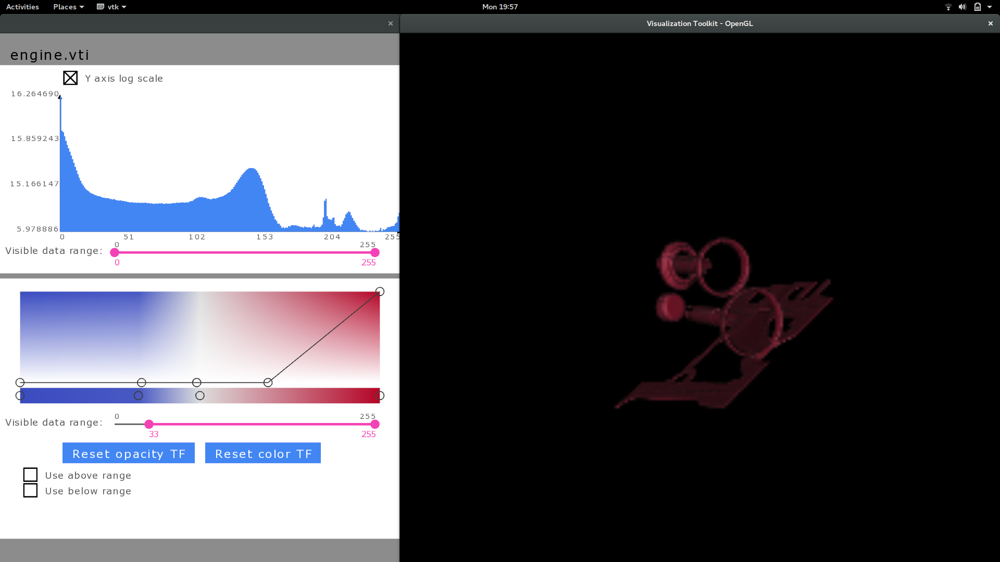 Activities Places vtk Mon 19:57
Visualization Toolkit - OpenGL
engine.vti
Y axis log scale
16.264690
15.859243
15.166147
5.978886
0 51 102 153 204 255
0 255
Visible data range:
0 255
0 255
Visible data range:
33 255
Reset opacity TF Reset color TF
Use above range
Use below range